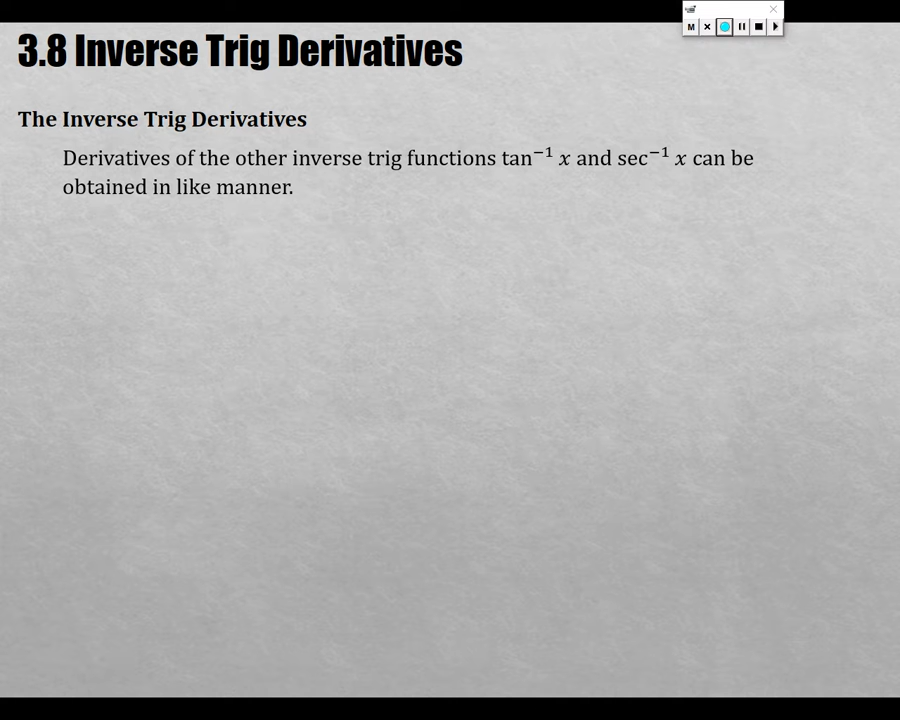 3.8 Inverse Trig Derivatives
M
The Inverse Trig Derivatives
Derivatives of the other inverse trig functions tan⁻¹ x and sec⁻¹ x can be
obtained in like manner.